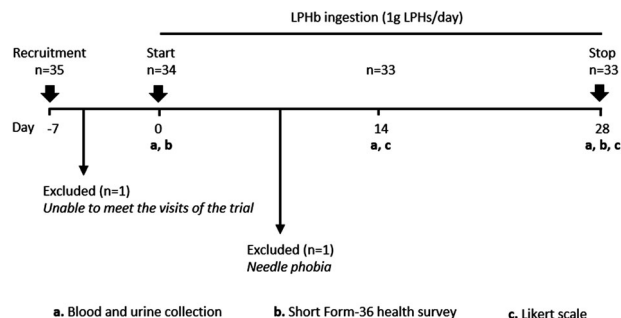 LPHb ingestion (1g LPHs/day)
Recruitment Start Stop
n=35 n=34 n=33 n=33
Day -7 0 14 28
a, b a, c a, b, c
Excluded (n=1)
Unable to meet the visits of the trial
Excluded (n=1)
Needle phobia
a. Blood and urine collection b. Short Form-36 health survey c. Likert scale